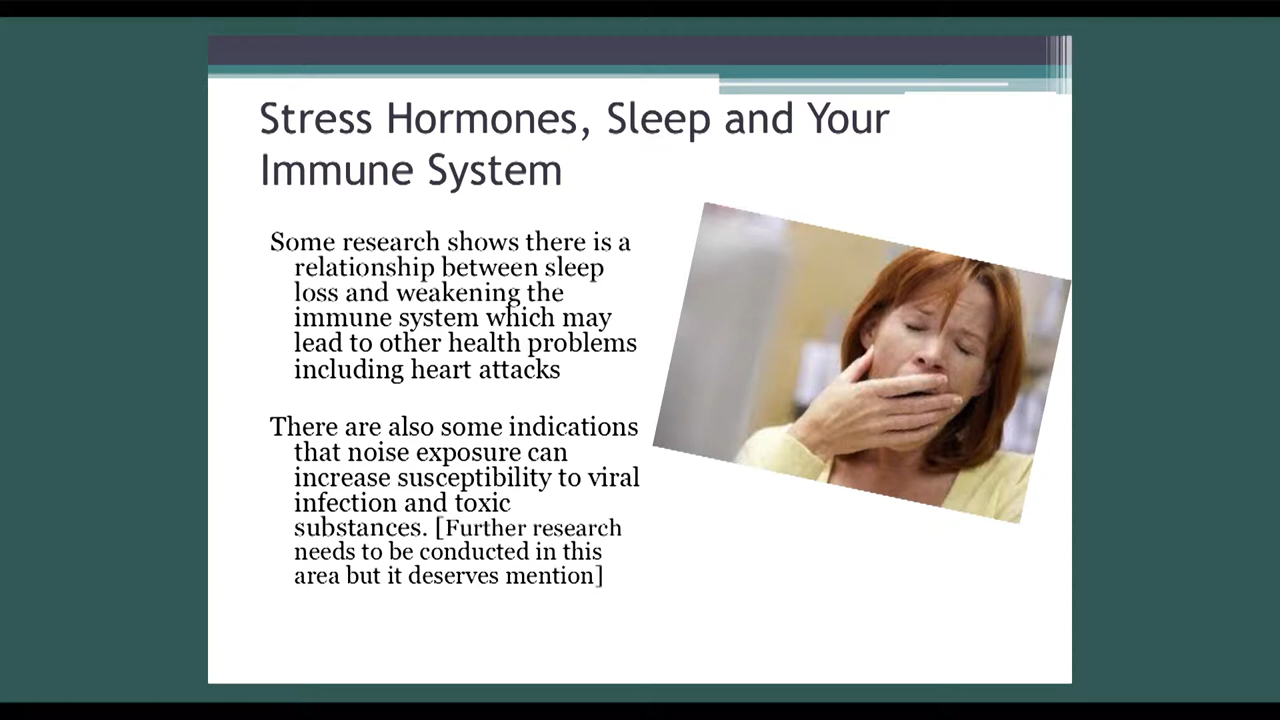 Stress Hormones, Sleep and Your
Immune System
Some research shows there is a
relationship between sleep
loss and weakening the
immune system which may
lead to other health problems
including heart attacks
There are also some indications
that noise exposure can
increase susceptibility to viral
infection and toxic
substances. [Further research
needs to be conducted in this
area but it deserves mention]